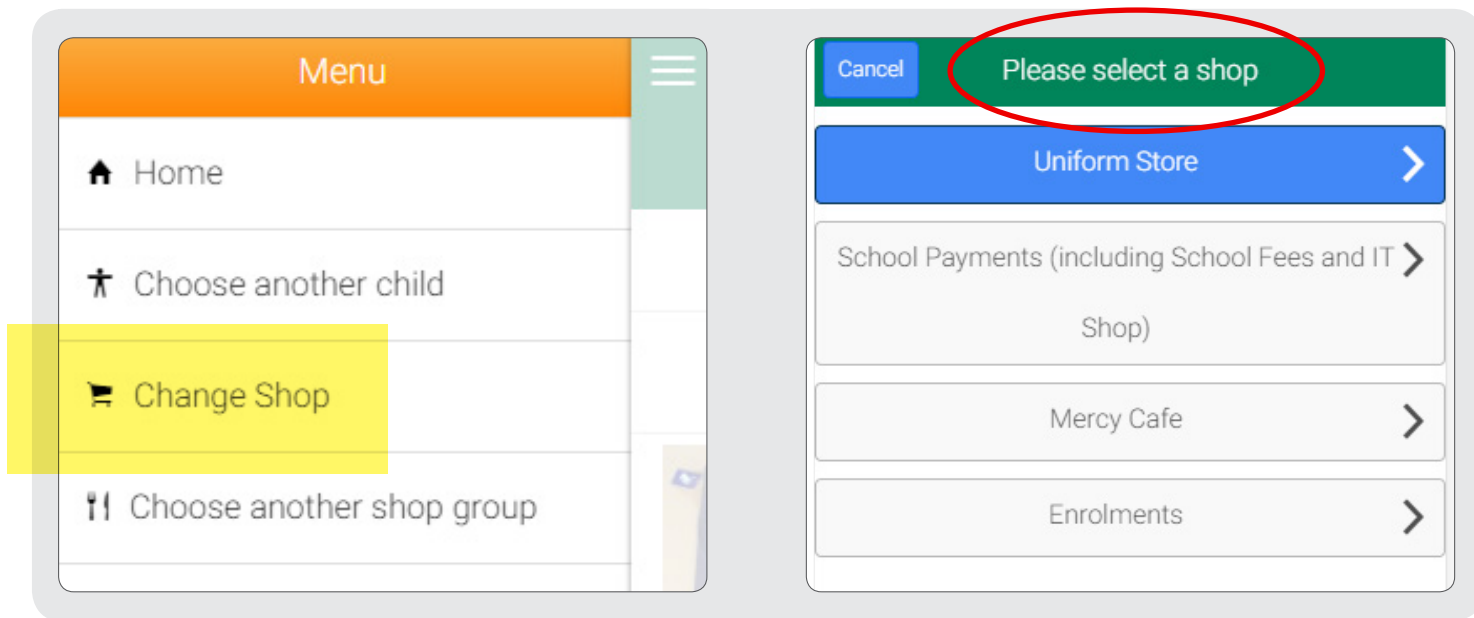 Menu
Home
Choose another child
Change Shop
Choose another shop group
Cancel
Please select a shop
Uniform Store
School Payments (including School Fees and IT
Shop)
Mercy Cafe
Enrolments